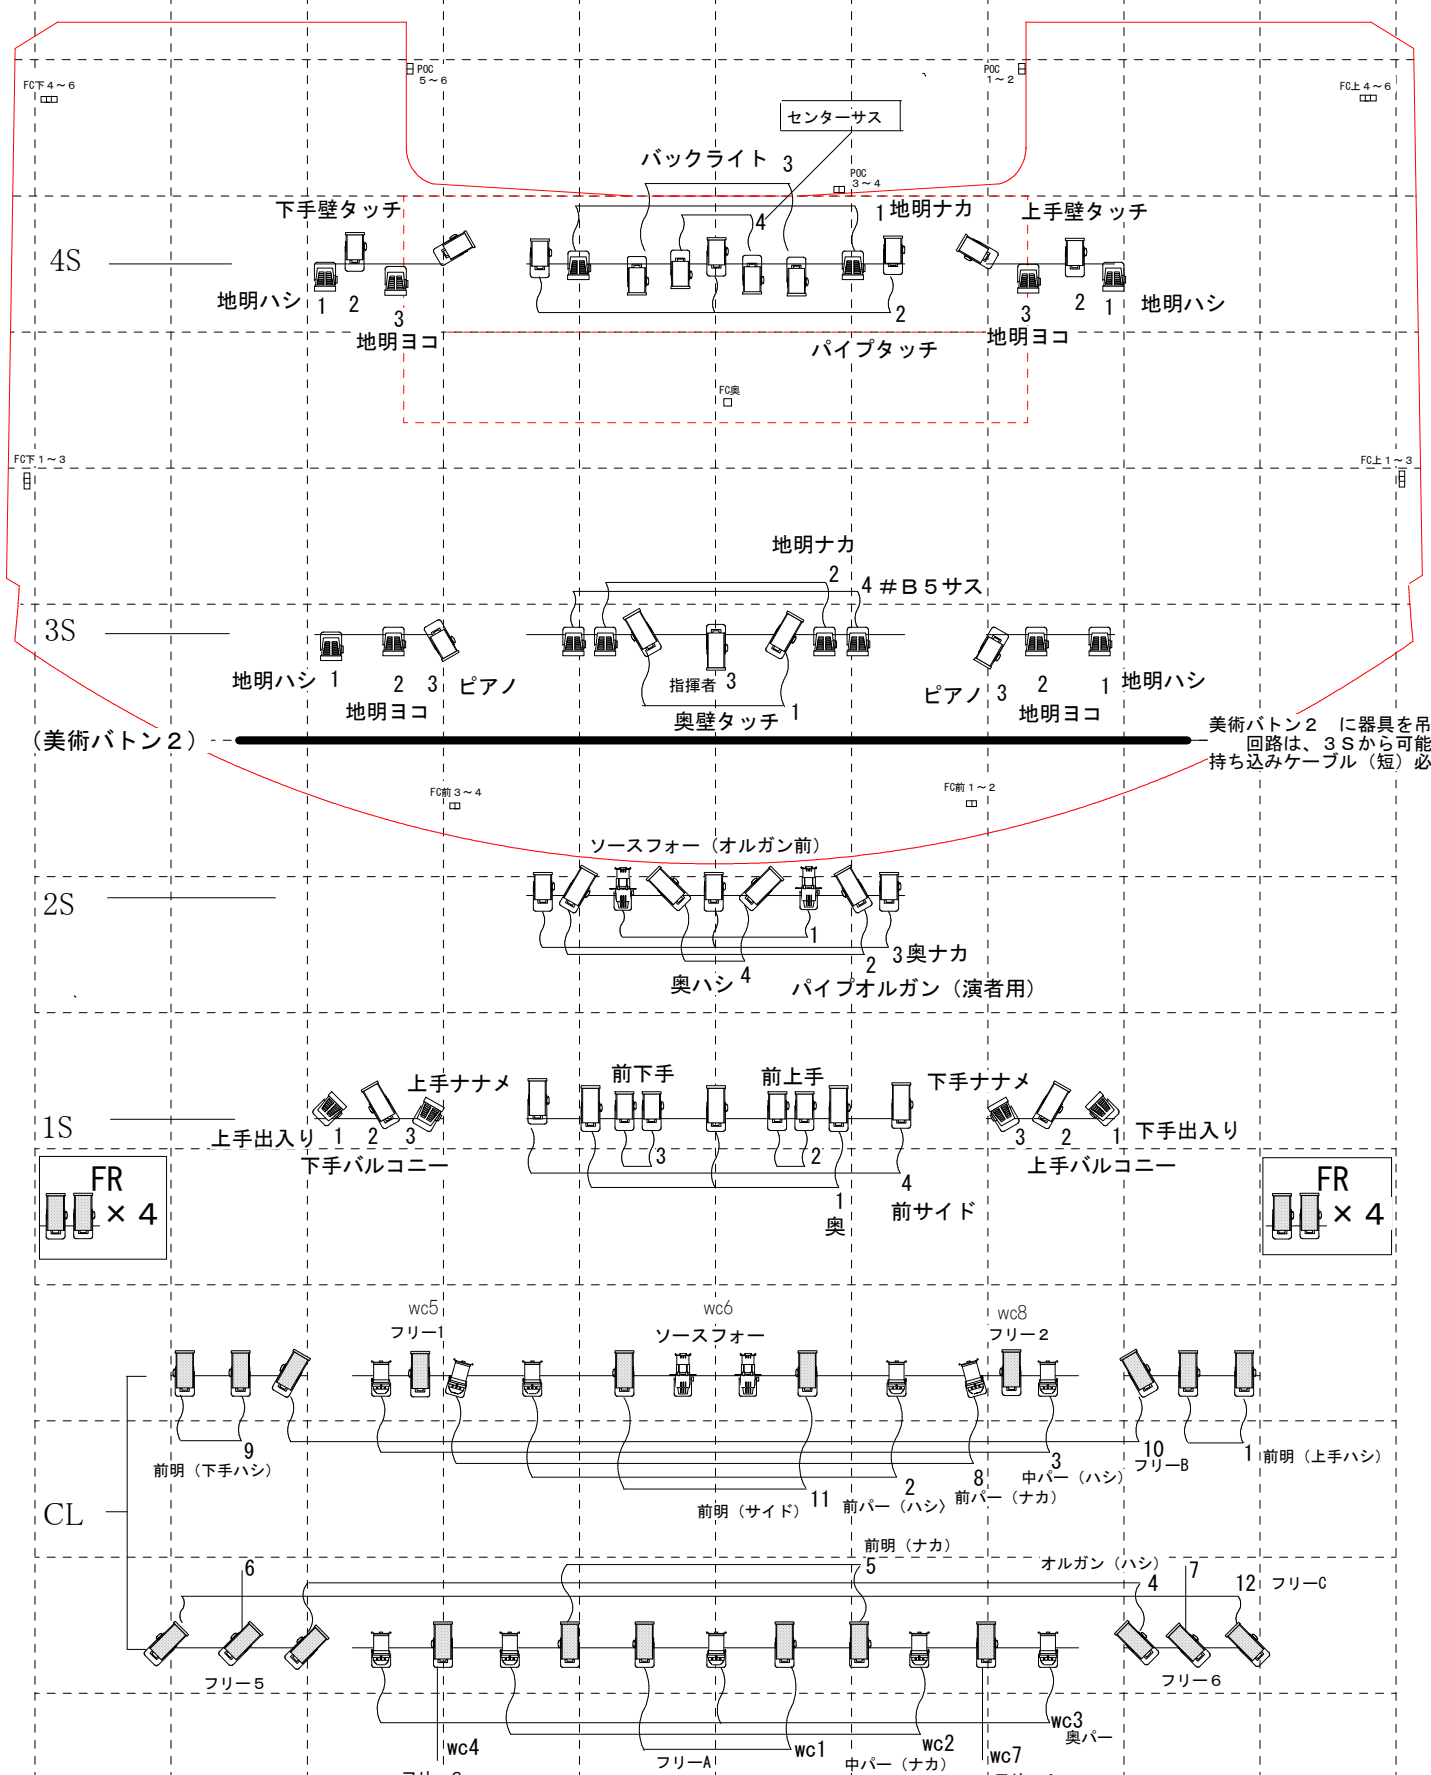 POC
5～6
POC
1～2
FC下4～6
FC上4～6
センターサス
バックライト 3
POC
3～4
下手壁タッチ
4
1 地明ナカ
上手壁タッチ
4S
地明ハシ 1 2 3
2
3 2 1 地明ハシ
地明ヨコ
パイプタッチ
地明ヨコ
FC奥
FC下1～3
FC上1～3
地明ナカ
2 4 #B5サス
3S
地明ハシ 1 2 3 ピアノ
指揮者 3
ピアノ 3 2 1 地明ハシ
地明ヨコ
奥壁タッチ 1
地明ヨコ
(美術バトン2)
美術バトン2 に器具を吊
回路は、3Sから可能
持ち込みケーブル（短）必
FC前3～4
FC前1～2
ソースフォー（オルガン前）
2S
1
3 奥ナカ
2
奥ハシ 4
パイプオルガン（演者用）
上手ナナメ
前下手
前上手
下手ナナメ
1S
上手出入り 1 2 3
3 2 1 下手出入り
下手バルコニー
3
2
上手バルコニー
4
1
奥
前サイド
FR
×4
FR
×4
wc5
フリー1
wc6
ソースフォー
wc8
フリー2
9
前明（下手ハシ）
10
フリーB
1 前明（上手ハシ）
3
中パー（ハシ）
8
前パー（ナカ）
2
前パー（ハシ）
11
前明（サイド）
CL
前明（ナカ）
5
オルガン（ハシ）
4
6
7
12 フリーC
フリー5
フリー6
wc3
奥パー
wc4
フリーA
wc1
wc2
中パー（ナカ）
wc7